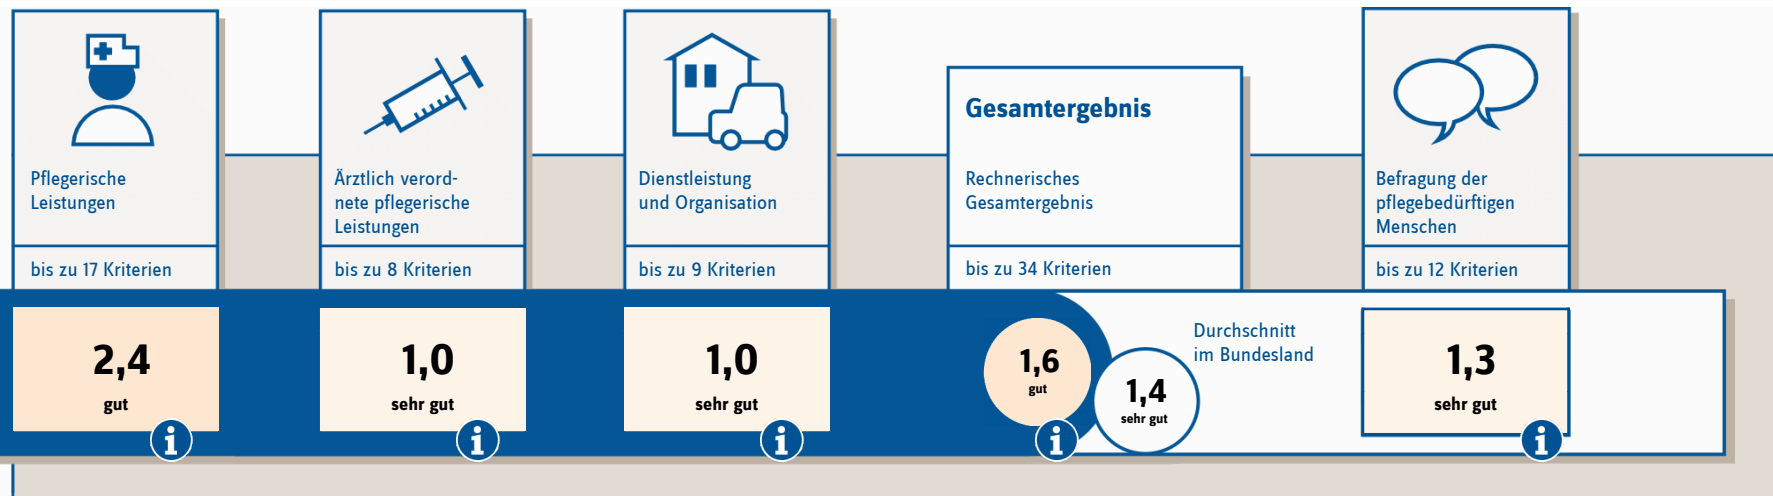 Pflegerische
Leistungen
bis zu 17 Kriterien
2,4
gut
i
Ärztlich verord-
nete pflegerische
Leistungen
bis zu 8 Kriterien
1,0
sehr gut
i
Dienstleistung
und Organisation
bis zu 9 Kriterien
1,0
sehr gut
i
Gesamtergebnis
Rechnerisches
Gesamtergebnis
bis zu 34 Kriterien
1,6
gut
i
1,4
sehr gut
Durchschnitt
im Bundesland
Befragung der
pflegebedürftigen
Menschen
bis zu 12 Kriterien
1,3
sehr gut
i